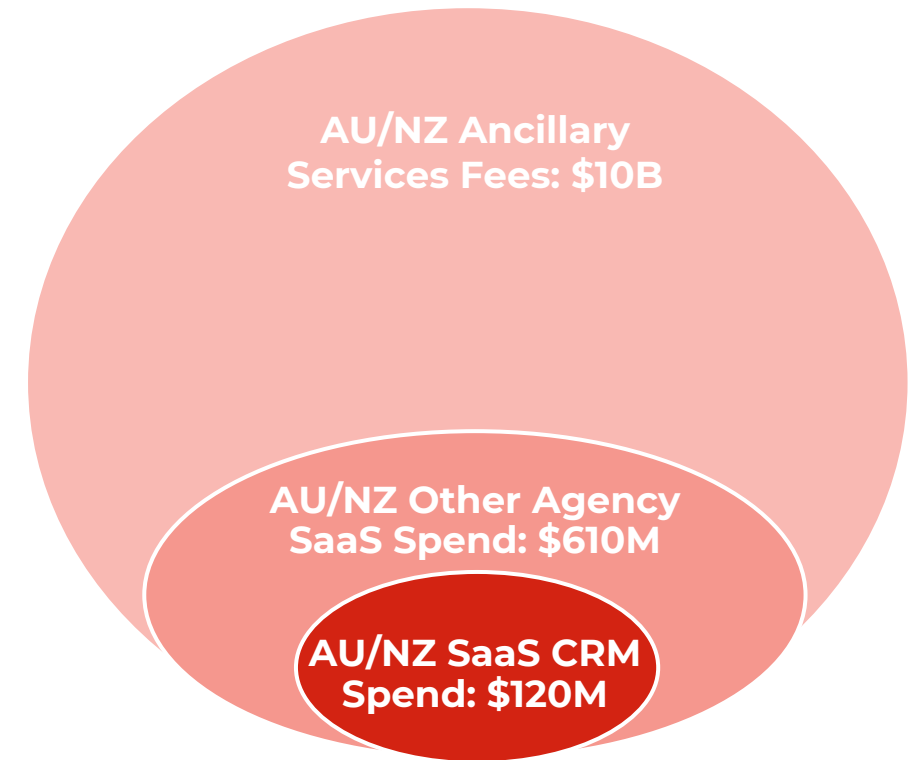 AU/NZ Ancillary
Services Fees: $10B
AU/NZ Other Agency
SaaS Spend: $610M
AU/NZ SaaS CRM
Spend: $120M